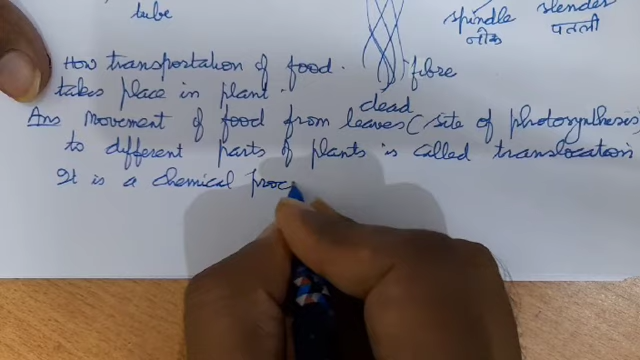 tube
spindle slender
पतली
How transportation of food fibre
takes place in plant. dead
Ans Movement of food from leaves (site of photosynthesis)
to different parts of plants is called translocation
It is a chemical proc